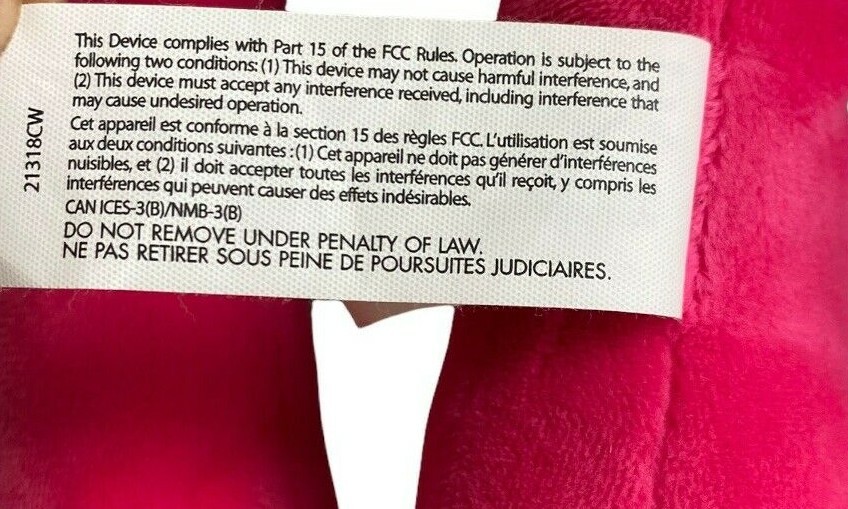 This Device complies with Part 15 of the FCC Rules. Operation is subject to the
following two conditions: (1) This device may not cause harmful interference, and
(2) This device must accept any interference received, including interference that
may cause undesired operation.
Cet appareil est conforme à la section 15 des règles FCC. L'utilisation est soumise
aux deux conditions suivantes : (1) Cet appareil ne doit pas générer d'interférences
nuisibles, et (2) il doit accepter toutes les interférences qu'il reçoit, y compris les
interférences qui peuvent causer des effets indésirables.
CAN ICES-3(B)/NMB-3(B)
DO NOT REMOVE UNDER PENALTY OF LAW.
NE PAS RETIRER SOUS PEINE DE POURSUITES JUDICIAIRES.
21318CW